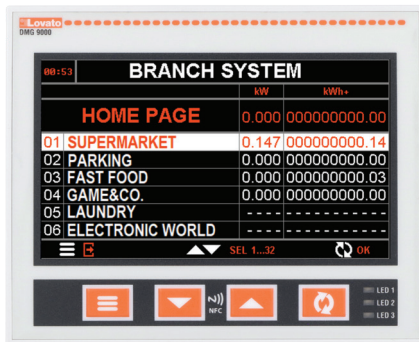 Lovato
DMG 9000
00:53 BRANCH SYSTEM
kW kWh+
HOME PAGE 0.000 000000000.00
01 SUPERMARKET 0.147 000000000.14
02 PARKING 0.000 000000000.00
03 FAST FOOD 0.000 000000000.03
04 GAME&CO. 0.000 000000000.00
05 LAUNDRY ---- ------------
06 ELECTRONIC WORLD ---- ------------
SEL 1...32 OK
N))
NFC
LED 1
LED 2
LED 3